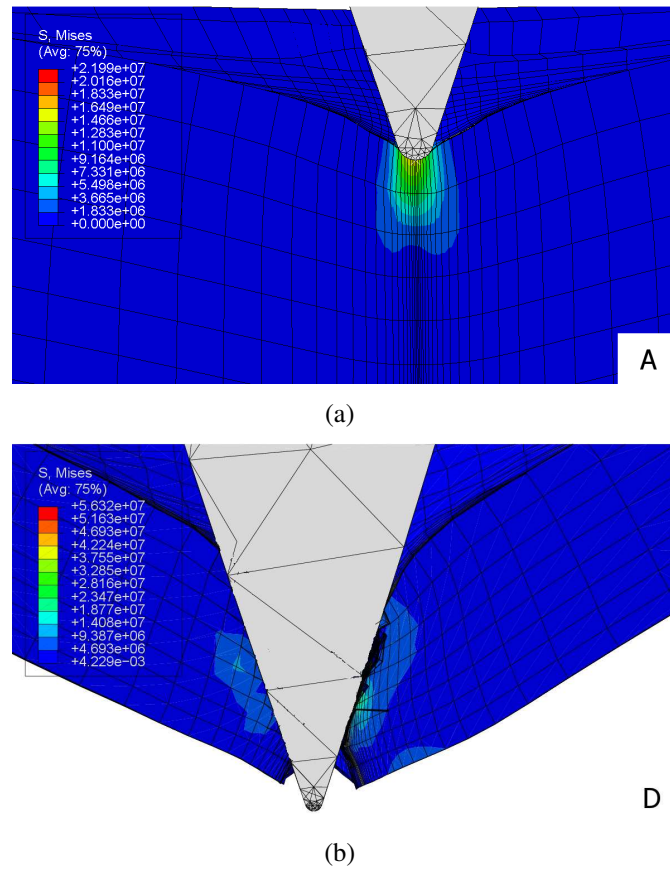 S, Mises
(Avg: 75%)
+2.199e+07
+2.016e+07
+1.833e+07
+1.649e+07
+1.466e+07
+1.283e+07
+1.100e+07
+9.164e+06
+7.331e+06
+5.498e+06
+3.665e+06
+1.833e+06
+0.000e+00
A
(a)
S, Mises
(Avg: 75%)
+5.632e+07
+5.163e+07
+4.693e+07
+4.224e+07
+3.755e+07
+3.285e+07
+2.816e+07
+2.347e+07
+1.877e+07
+1.408e+07
+9.387e+06
+4.693e+06
+4.229e-03
D
(b)